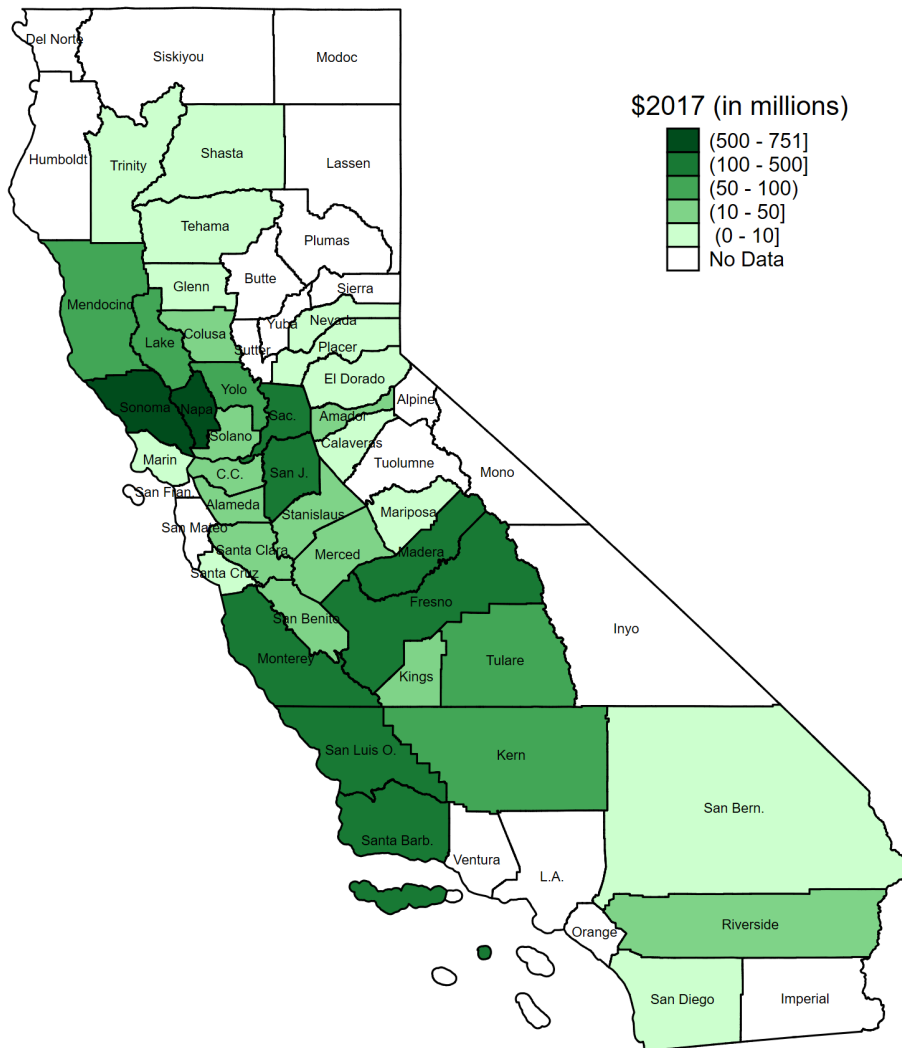 Del Norte
Siskiyou
Modoc
$2017 (in millions)
(500 - 751]
(100 - 500]
(50 - 100)
(10 - 50]
(0 - 10]
No Data
Humboldt
Trinity
Shasta
Lassen
Tehama
Plumas
Butte
Glenn
Sierra
Mendocino
Colusa
Yuba
Nevada
Lake
Sutter
Placer
El Dorado
Yolo
Sonoma
Napa
Sac.
Amador
Alpine
Solano
Calaveras
Marin
C.C.
San J.
Tuolumne
Mono
San Fran.
Alameda
Stanislaus
Mariposa
San Mateo
Santa Clara
Merced
Madera
Santa Cruz
Fresno
San Benito
Inyo
Monterey
Tulare
Kings
San Luis O.
Kern
San Bern.
Santa Barb.
Ventura
L.A.
Orange
Riverside
San Diego
Imperial